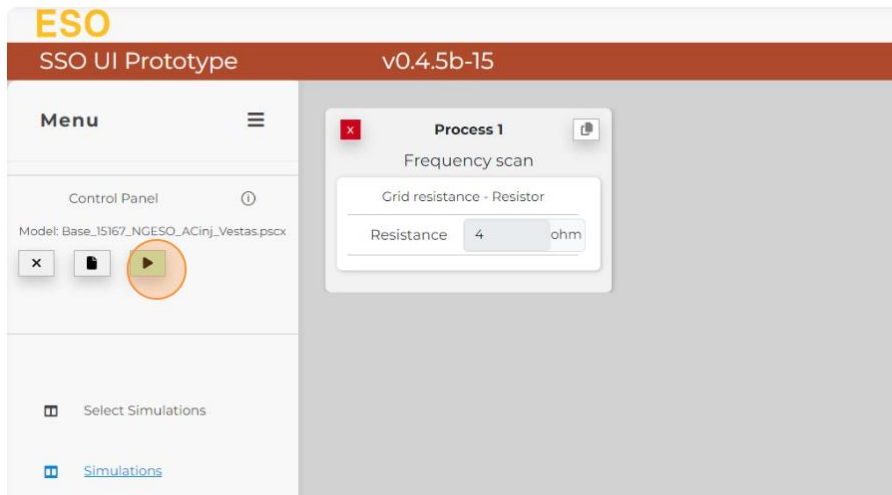 ESO
SSO UI Prototype v0.4.5b-15
Menu
Control Panel
Model: Base_15167_NGESO_ACinj_Vestas.pscx
Select Simulations
Simulations
x Process 1
Frequency scan
Grid resistance - Resistor
Resistance 4 ohm